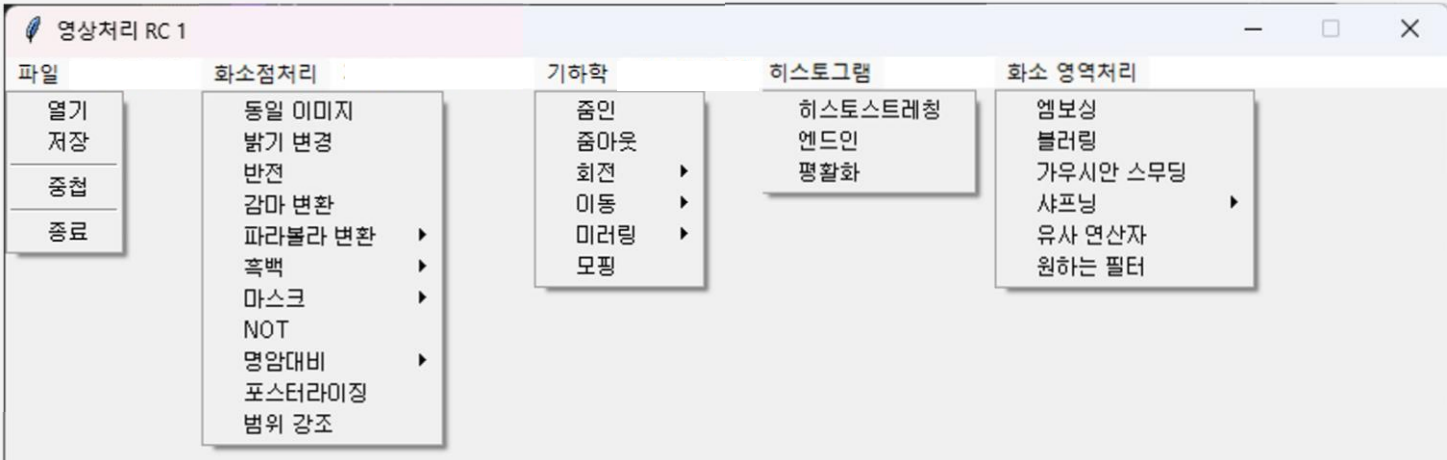 영상처리 RC 1
파일
열기
저장
중첩
종료
화소점처리
동일 이미지
밝기 변경
반전
감마 변환
파라볼라 변환
흑백
마스크
NOT
명암대비
포스터라이징
범위 강조
기하학
줌인
줌아웃
회전
이동
미러링
모핑
히스토그램
히스토스트레칭
엔드인
평활화
화소 영역처리
엠보싱
블러링
가우시안 스무딩
샤프닝
유사 연산자
원하는 필터